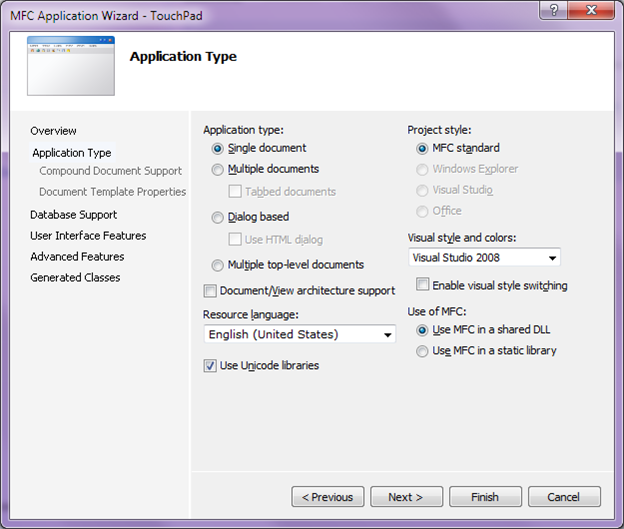 MFC Application Wizard - TouchPad
Application Type
Overview
Application Type
Compound Document Support
Document Template Properties
Database Support
User Interface Features
Advanced Features
Generated Classes
Application type:
Single document
Multiple documents
Tabbed documents
Dialog based
Use HTML dialog
Multiple top-level documents
Document/View architecture support
Resource language:
English (United States)
Use Unicode libraries
Project style:
MFC standard
Windows Explorer
Visual Studio
Office
Visual style and colors:
Visual Studio 2008
Enable visual style switching
Use of MFC:
Use MFC in a shared DLL
Use MFC in a static library
< Previous
Next >
Finish
Cancel